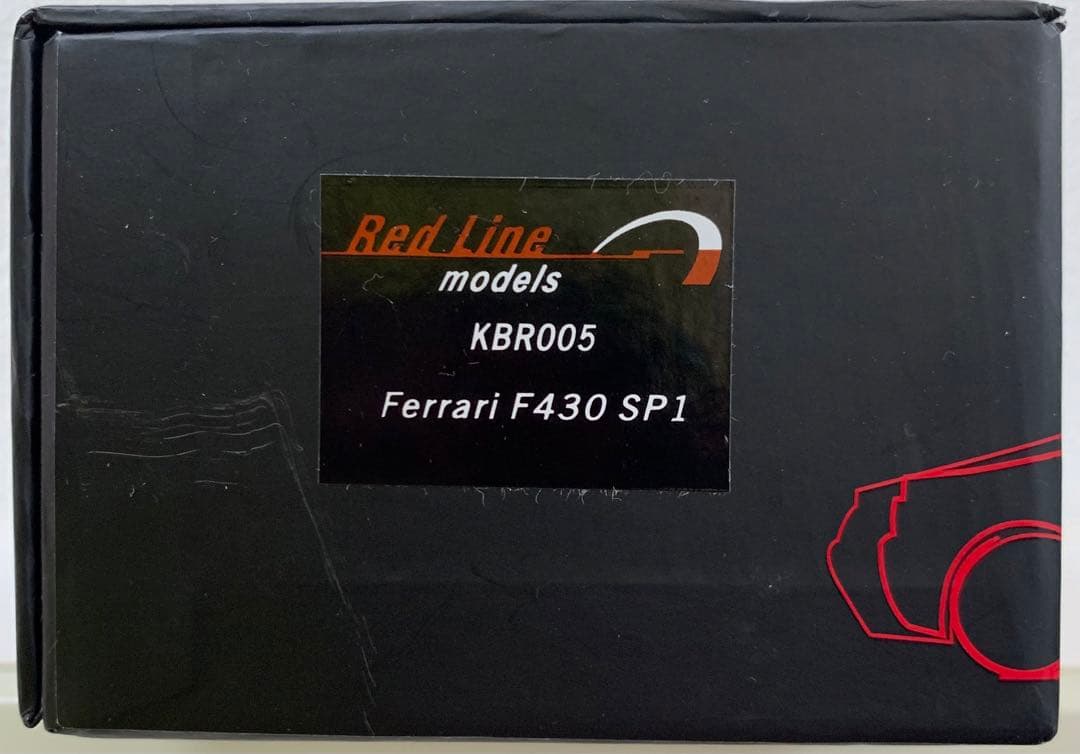 Red Line
models
KBR005
Ferrari F430 SP1